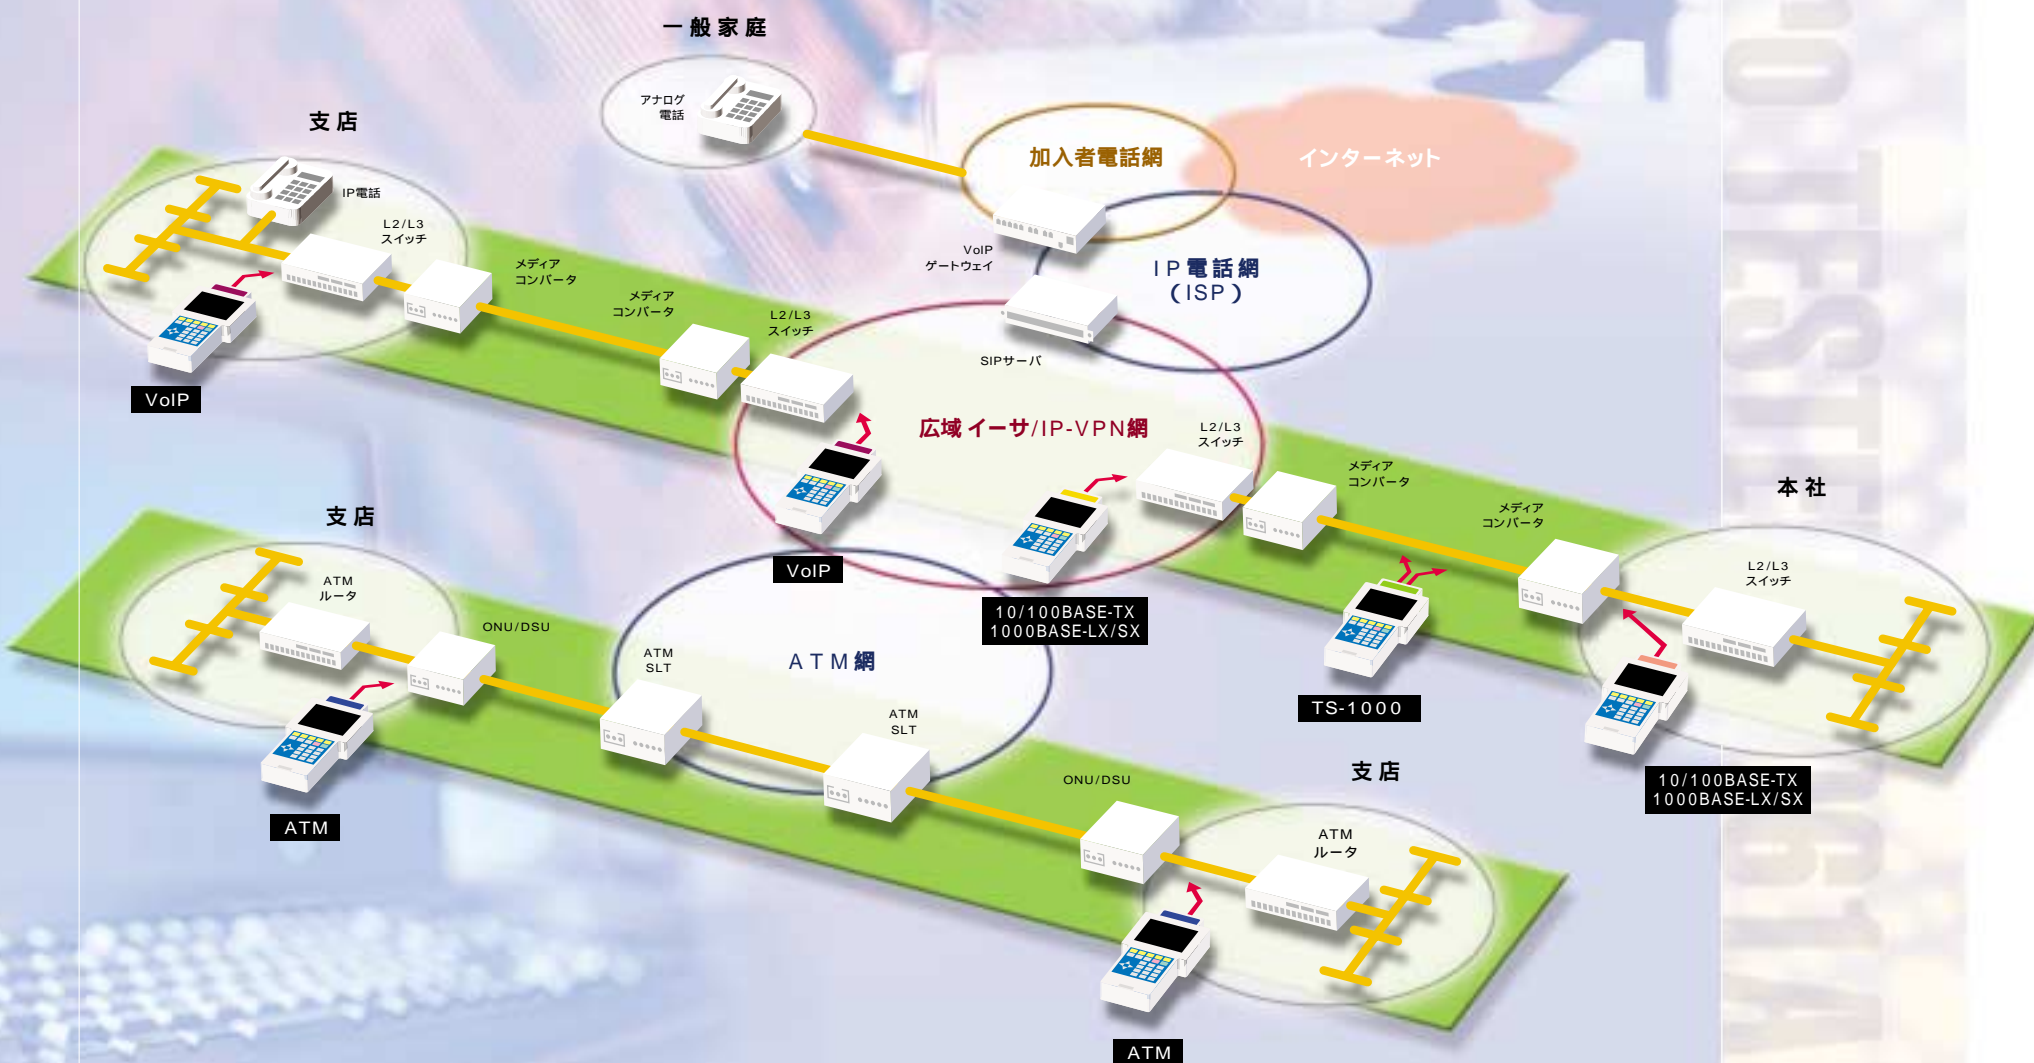 一般家庭
アナログ
電話
支店
加入者電話網
インターネット
IP電話
L2/L3
スイッチ
VoIP
ゲートウェイ
IP電話網
(ISP)
メディア
コンバータ
メディア
コンバータ
L2/L3
スイッチ
SIPサーバ
VoIP
広域イーサ/IP-VPN網
L2/L3
スイッチ
メディア
コンバータ
本社
メディア
コンバータ
支店
VoIP
L2/L3
スイッチ
ATM
ルータ
10/100BASE-TX
1000BASE-LX/SX
ONU/DSU
ATM
SLT
ATM網
TS-1000
ATM
SLT
支店
ONU/DSU
10/100BASE-TX
1000BASE-LX/SX
ATM
ATM
ルータ
ATM